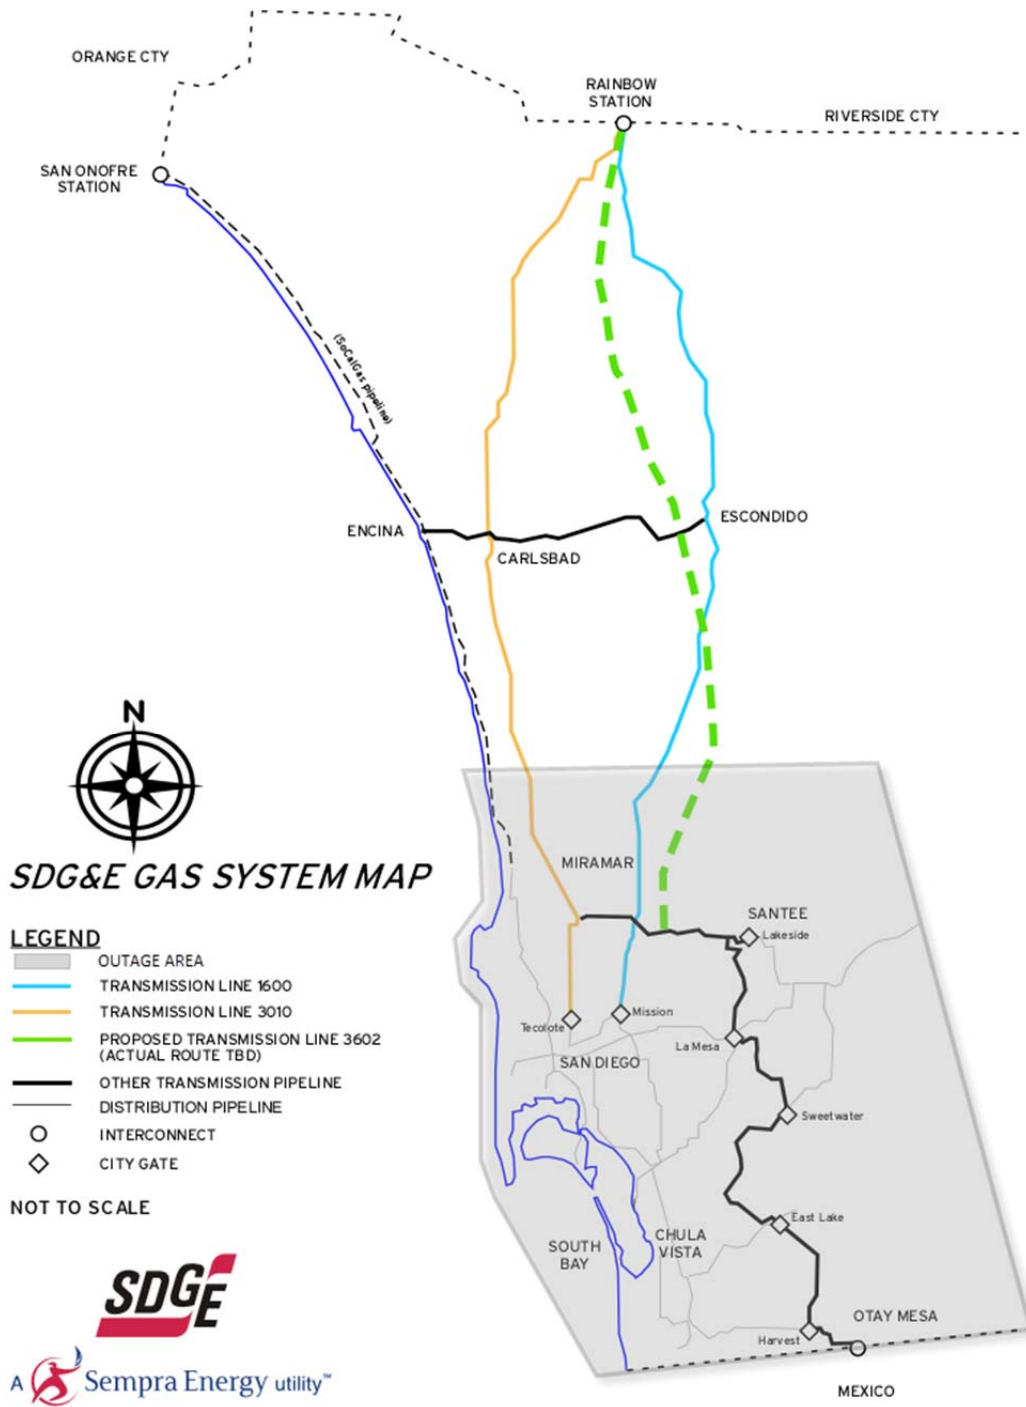 ORANGE CTY
RAINBOW
STATION
RIVERSIDE CTY
SAN ONOFRE
STATION
(SoCalGas pipeline)
ENCINA
ESCONDIDO
CARLSBAD
N
SDG&E GAS SYSTEM MAP
MIRAMAR
SANTEE
Lakeside
LEGEND
OUTAGE AREA
TRANSMISSION LINE 1600
TRANSMISSION LINE 3010
PROPOSED TRANSMISSION LINE 3602
(ACTUAL ROUTE TBD)
OTHER TRANSMISSION PIPELINE
DISTRIBUTION PIPELINE
INTERCONNECT
CITY GATE
NOT TO SCALE
Tecolote
Mission
La Mesa
SAN DIEGO
Sweetwater
East Lake
SOUTH
BAY
CHULA
VISTA
OTAY MESA
Harvest
MEXICO
SDGE
A Sempra Energy utility™